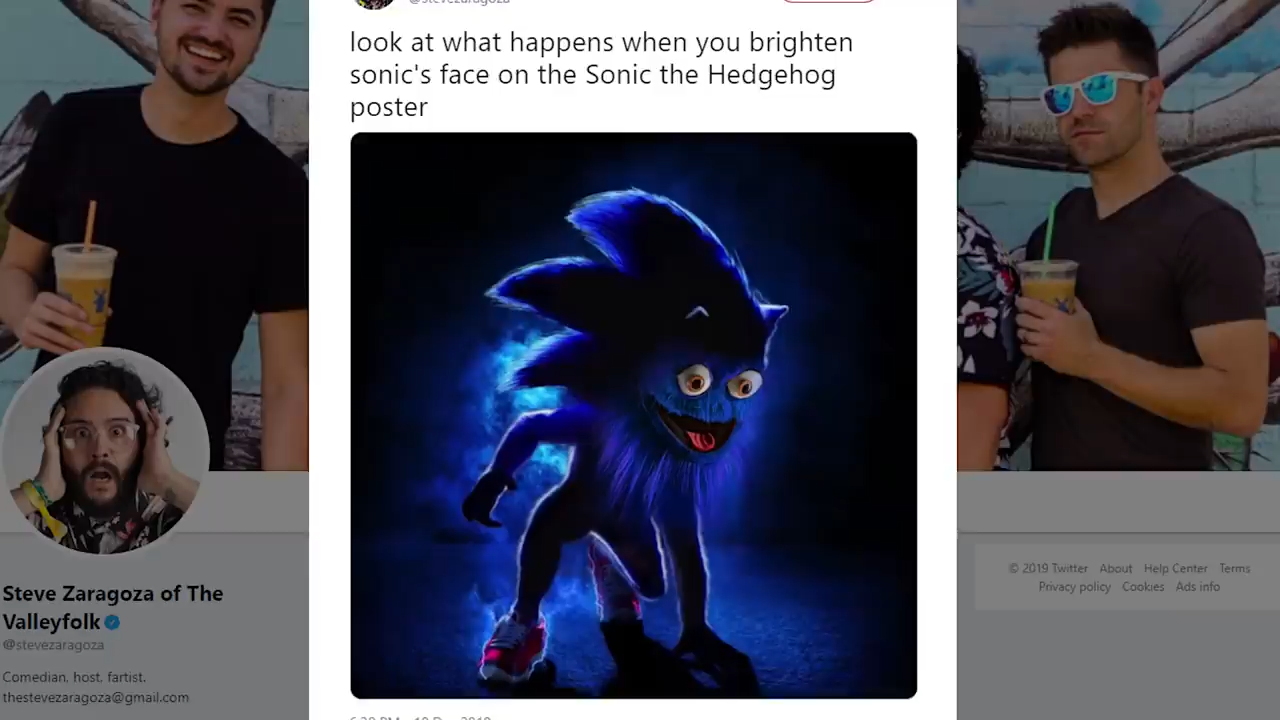 @stevezaragoza
look at what happens when you brighten
sonic's face on the Sonic the Hedgehog
poster
Steve Zaragoza of The
Valleyfolk
@stevezaragoza
Comedian, host, fartist.
thestevezaragoza@gmail.com
© 2019 Twitter About Help Center Terms
Privacy policy Cookies Ads info